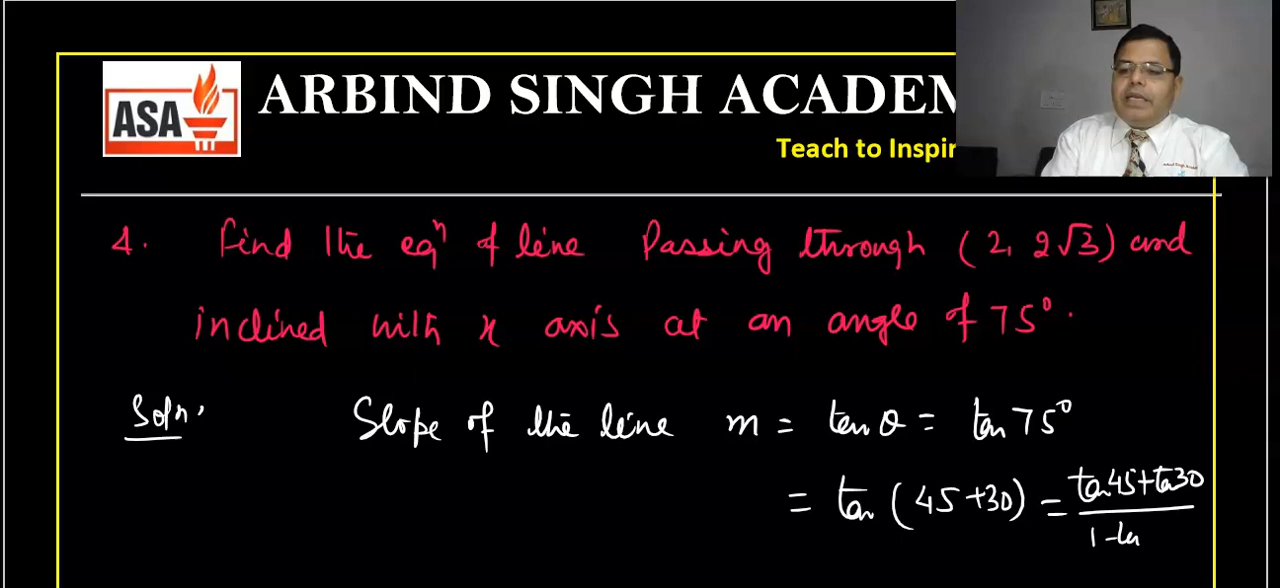 ASA
ARBIND SINGH ACADEM
Teach to Inspir
4. Find the eqⁿ of line Passing through (2, 2√3) and
inclined with x axis at an angle of 75°.
Soln.
Slope of the line m = tan θ = tan 75°
= tan (45+30) = tan45+tan30 / 1-tan